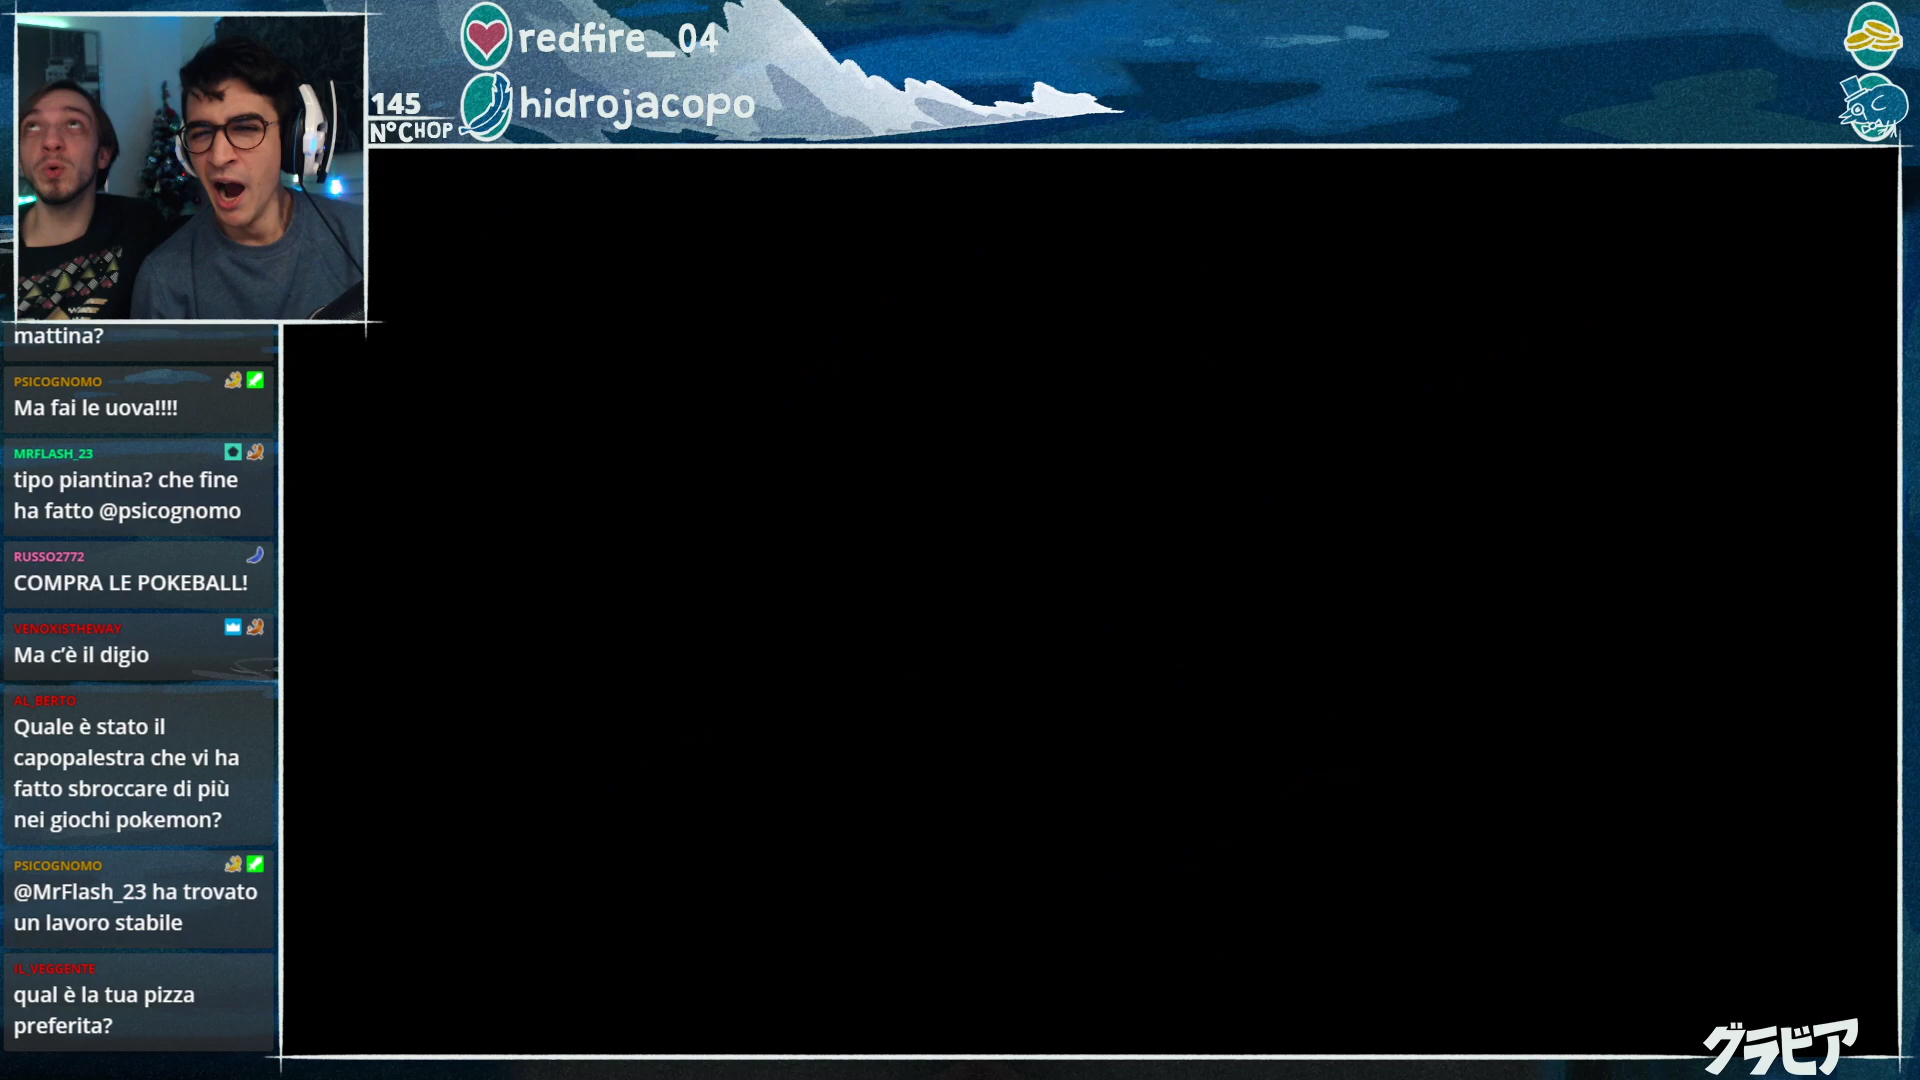 redfire_04
145
N°CHOP
hidrojacopo
mattina?
PSICOGNOMO
Ma fai le uova!!!!
MRFLASH_23
tipo piantina? che fine
ha fatto @psicognomo
RUSSO2772
COMPRA LE POKEBALL!
VENOXISTHEWAY
Ma c'è il digio
AL_BERTO
Quale è stato il
capopalestra che vi ha
fatto sbroccare di più
nei giochi pokemon?
PSICOGNOMO
@MrFlash_23 ha trovato
un lavoro stabile
IL_VEGGENTE
qual è la tua pizza
preferita?
グラビア